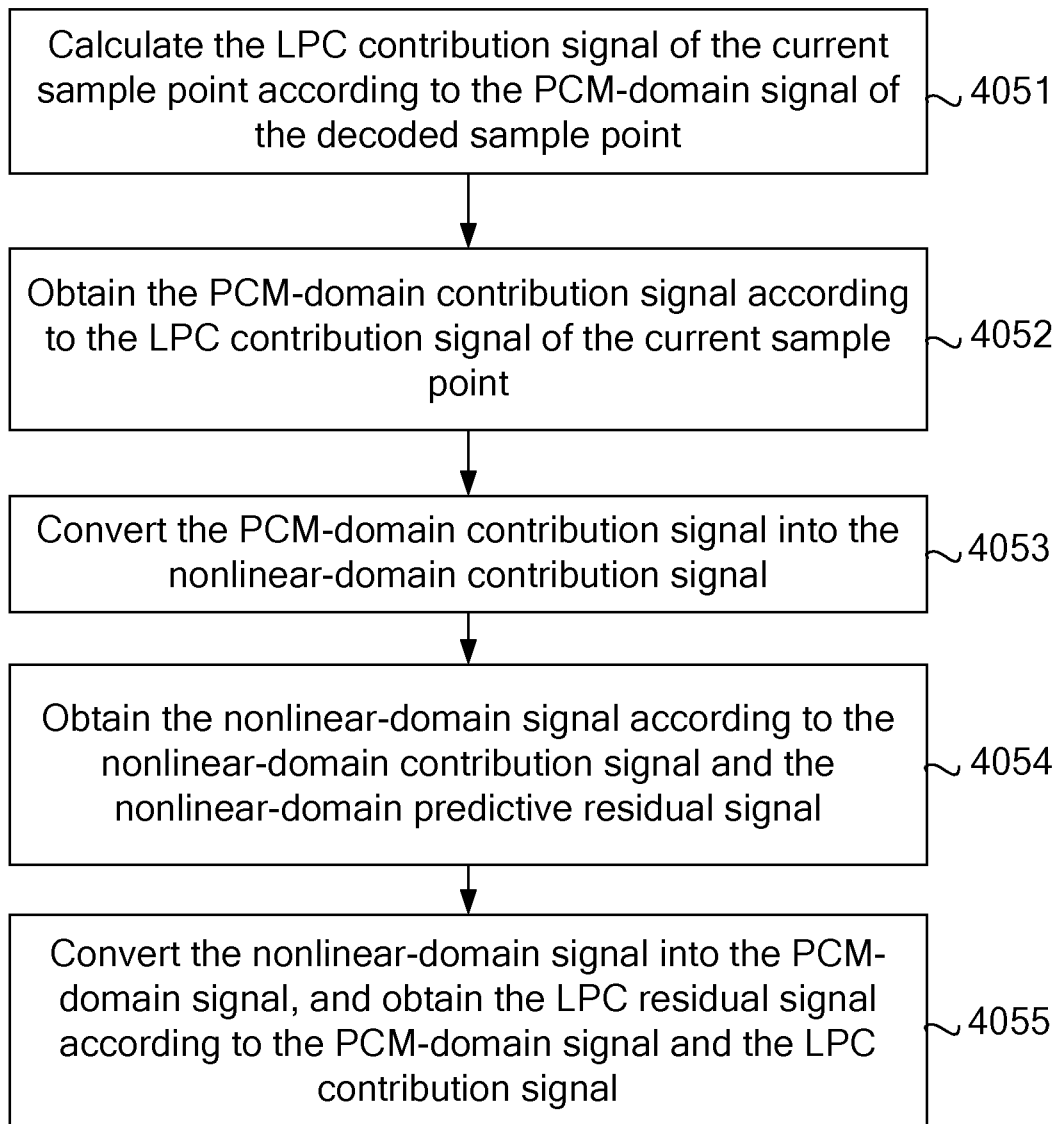 Calculate the LPC contribution signal of the current
sample point according to the PCM-domain signal of
the decoded sample point
4051
Obtain the PCM-domain contribution signal according
to the LPC contribution signal of the current sample
point
4052
Convert the PCM-domain contribution signal into the
nonlinear-domain contribution signal
4053
Obtain the nonlinear-domain signal according to the
nonlinear-domain contribution signal and the
nonlinear-domain predictive residual signal
4054
Convert the nonlinear-domain signal into the PCM-
domain signal, and obtain the LPC residual signal
according to the PCM-domain signal and the LPC
contribution signal
4055